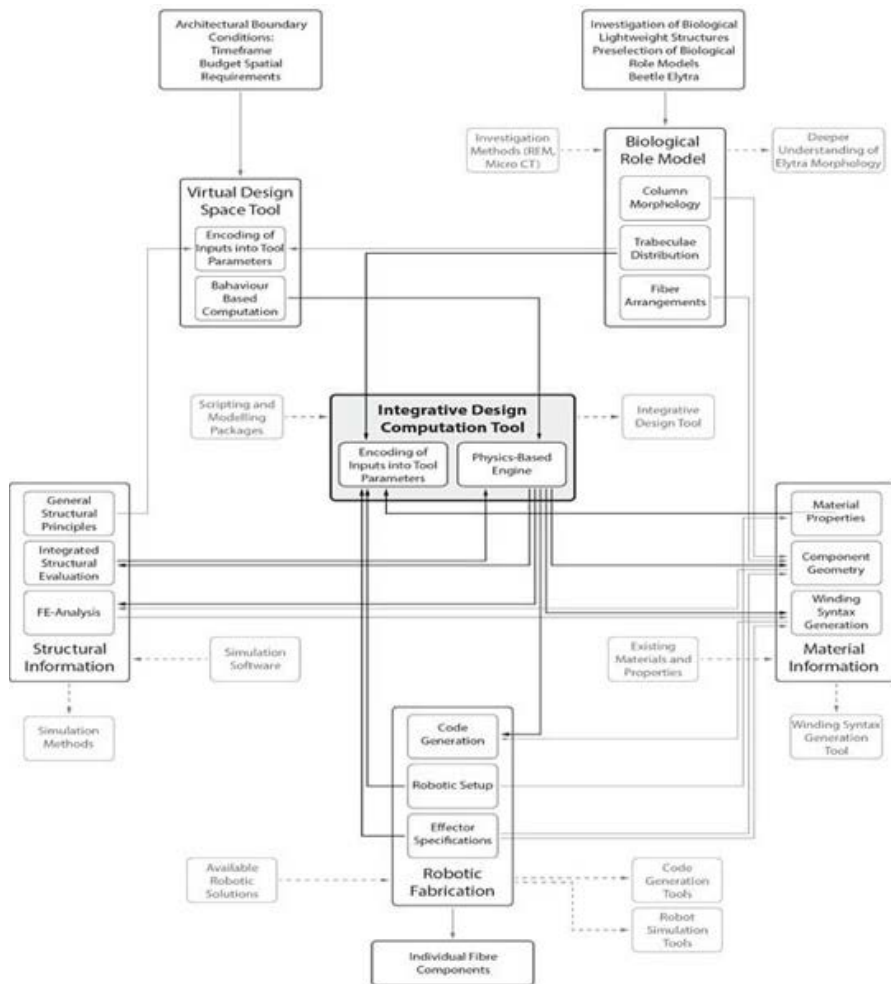 Architectural Boundary
Conditions:
Timeframe
Budget Spatial
Requirements
Investigation of Biological
Lightweight Structures
Preselection of Biological
Role Models
Beetle Elytra
Investigation
Methods (REM,
Micro CT)
Biological
Role Model
Deeper
Understanding of
Elytra Morphology
Column
Morphology
Trabeculae
Distribution
Fiber
Arrangements
Virtual Design
Space Tool
Encoding of
Inputs into Tool
Parameters
Bahaviour
Based
Computation
Scripting and
Modelling
Packages
Integrative Design
Computation Tool
Encoding of
Inputs into Tool
Parameters
Physics-Based
Engine
Integrative
Design Tool
General
Structural
Principles
Integrated
Structural
Evaluation
FE-Analysis
Structural
Information
Simulation
Software
Simulation
Methods
Material
Properties
Component
Geometry
Winding
Syntax
Generation
Material
Information
Existing
Materials and
Properties
Winding Syntax
Generation
Tool
Code
Generation
Robotic Setup
Effector
Specifications
Robotic
Fabrication
Available
Robotic
Solutions
Code
Generation
Tools
Robot
Simulation
Tools
Individual Fibre
Components